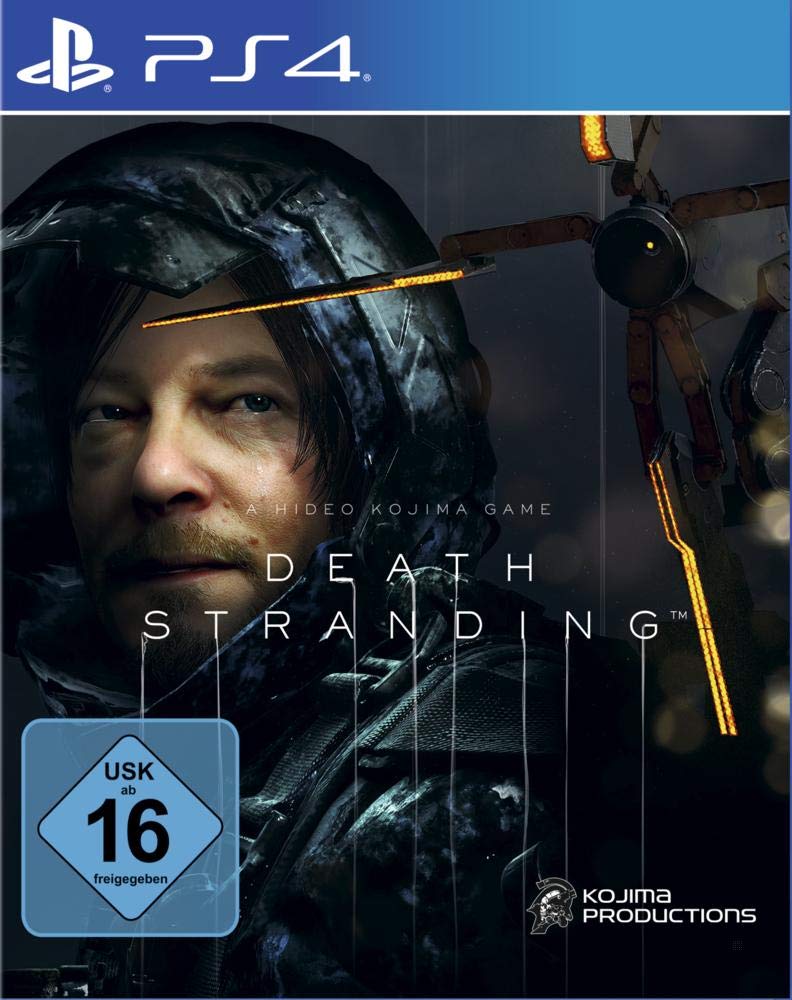 PS4®
A HIDEO KOJIMA GAME
DEATH
STRANDING™
USK
ab
16
freigegeben
KOJIMA
PRODUCTIONS